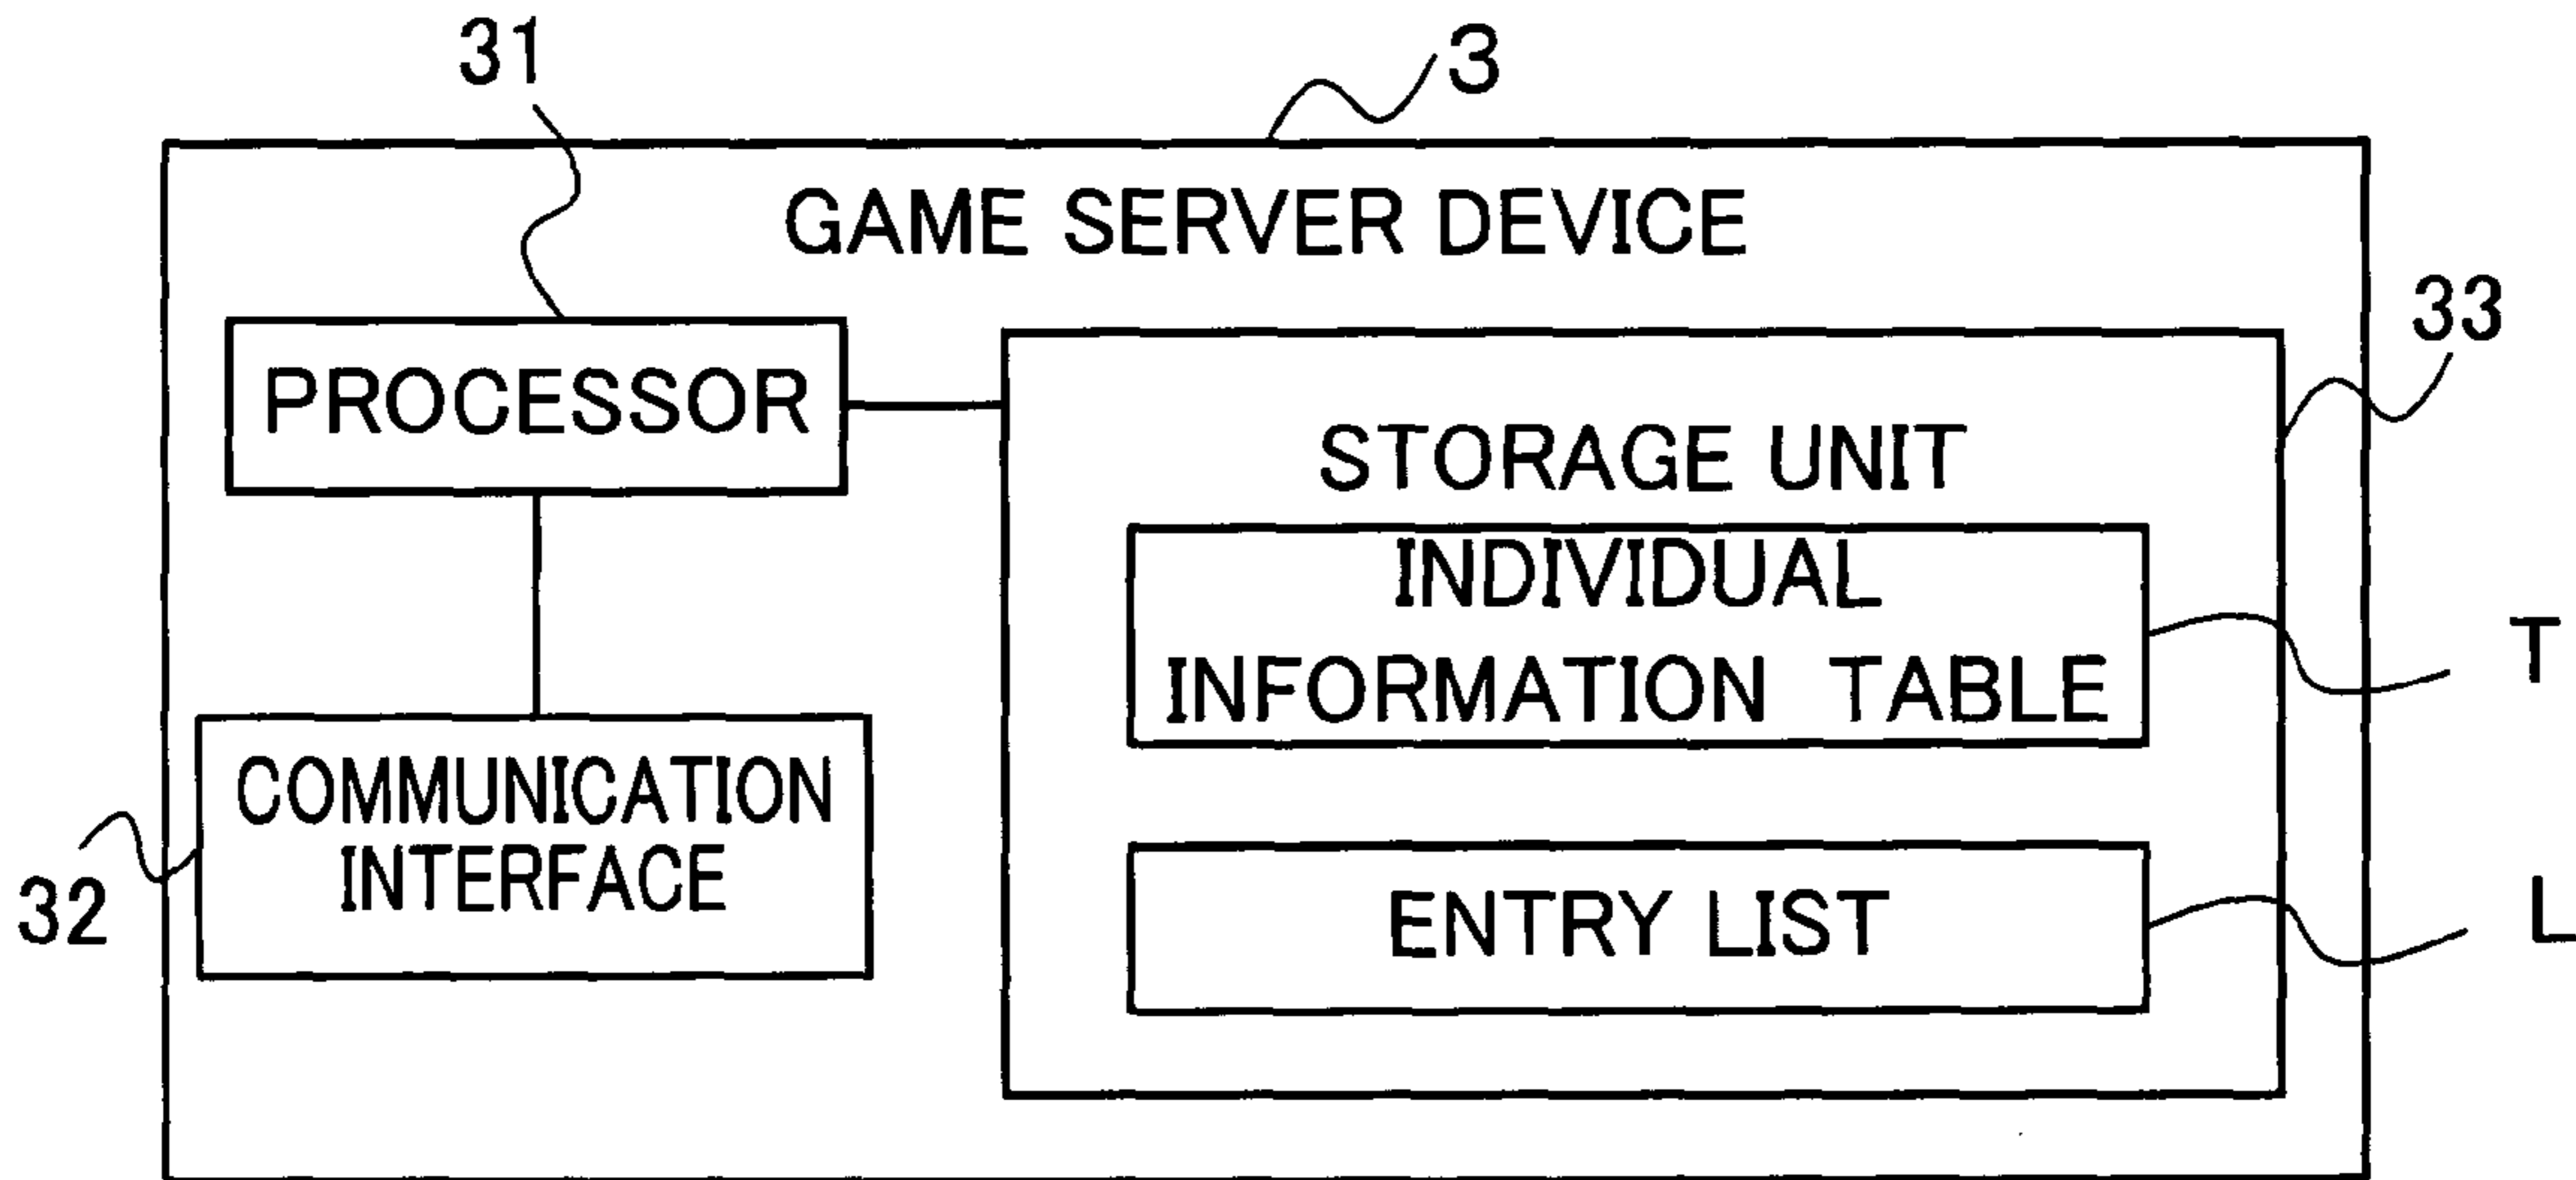 31
3
GAME SERVER DEVICE
PROCESSOR
33
STORAGE UNIT
INDIVIDUAL
INFORMATION TABLE
T
COMMUNICATION
INTERFACE
32
ENTRY LIST
L